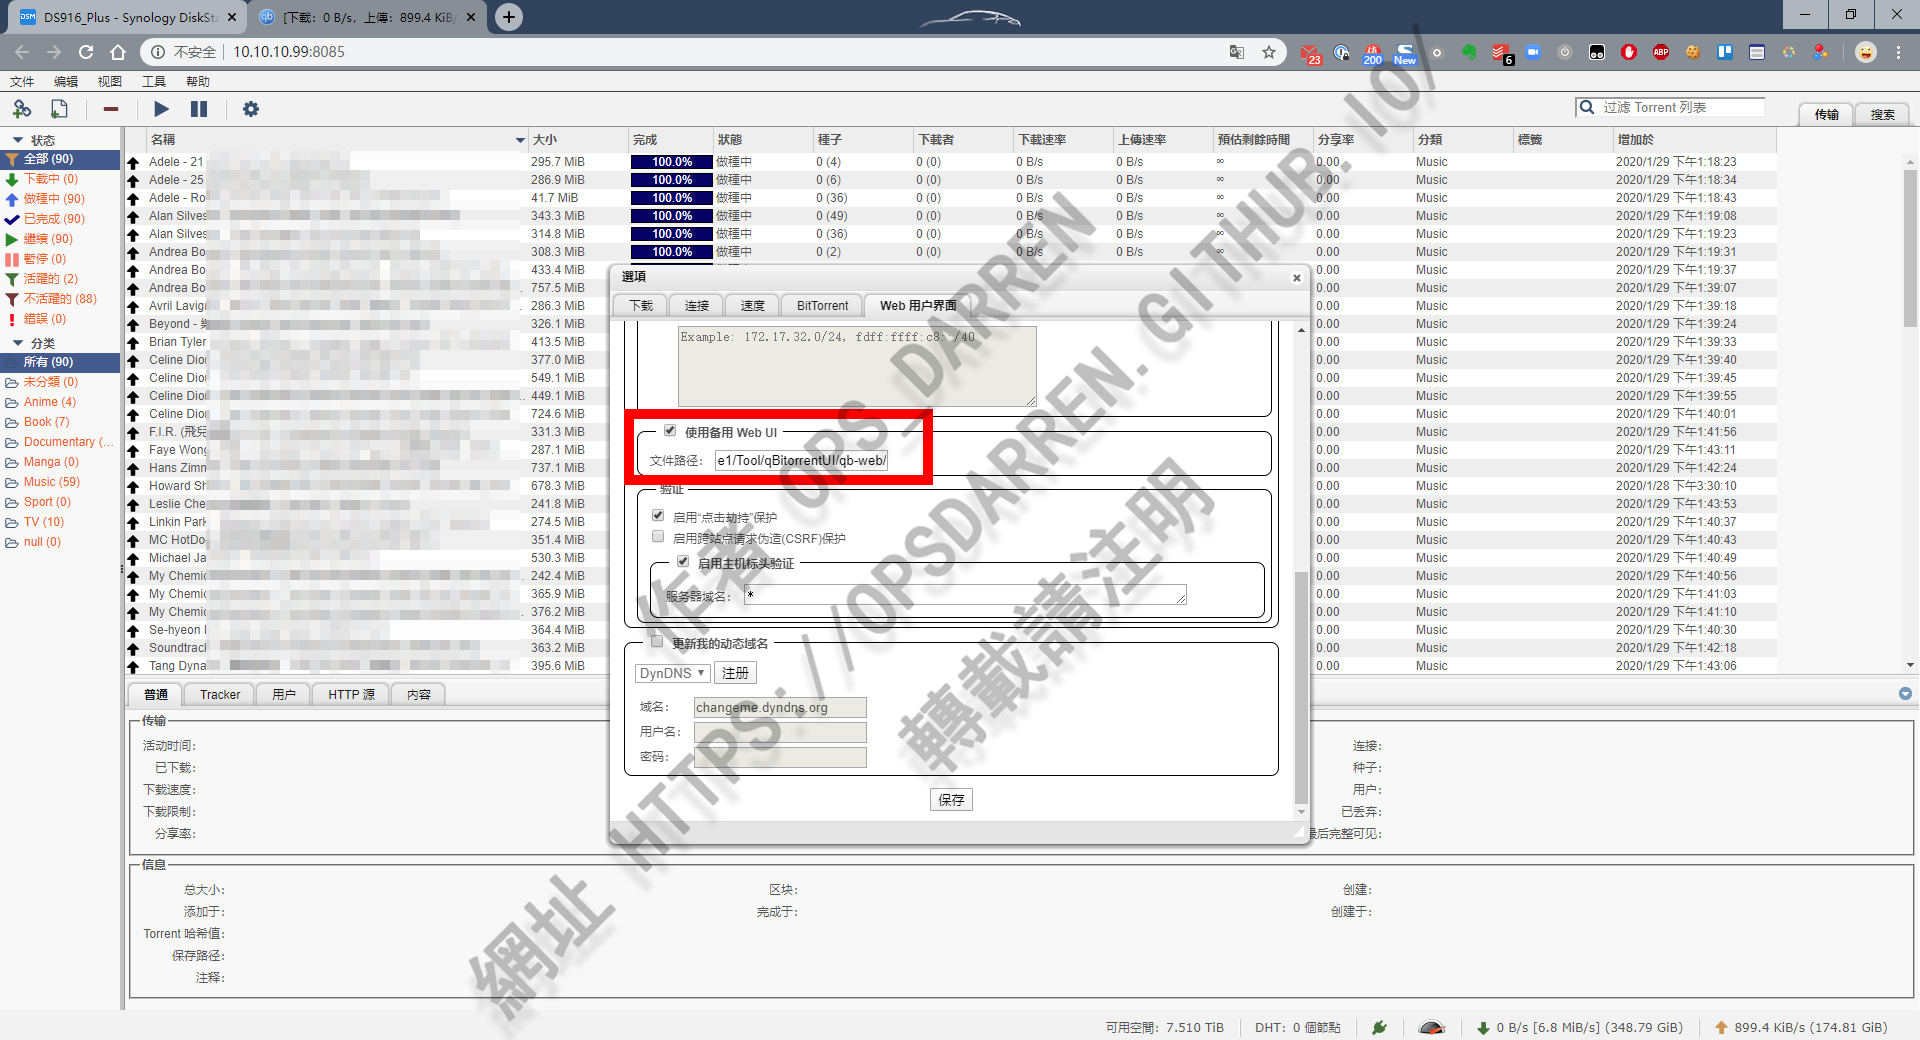 DS916_Plus - Synology DiskSta
[下載：0 B/s，上傳：899.4 KiB/
不安全 10.10.10.99:8085
23 200 New 6 ABP
文件 编辑 视图 工具 帮助
过滤 Torrent 列表
传输 搜索
状态
全部 (90)
下載中 (0)
做種中 (90)
已完成 (90)
繼續 (90)
暫停 (0)
活躍的 (2)
不活躍的 (88)
錯誤 (0)
分类
所有 (90)
未分類 (0)
Anime (4)
Book (7)
Documentary (...
Manga (0)
Music (59)
Sport (0)
TV (10)
null (0)
名稱 大小 完成 狀態 種子 下載者 下載速率 上傳速率 預估剩餘時間 分享率 分類 標籤 增加於
Adele - 21 295.7 MiB 100.0% 做種中 0 (4) 0 (0) 0 B/s 0 B/s ∞ 0.00 Music 2020/1/29 下午1:18:23
Adele - 25 286.9 MiB 100.0% 做種中 0 (6) 0 (0) 0 B/s 0 B/s ∞ 0.00 Music 2020/1/29 下午1:18:34
Adele - Ro 41.7 MiB 100.0% 做種中 0 (36) 0 (0) 0 B/s 0 B/s ∞ 0.00 Music 2020/1/29 下午1:18:43
Alan Silves 343.3 MiB 100.0% 做種中 0 (49) 0 (0) 0 B/s 0 B/s ∞ 0.00 Music 2020/1/29 下午1:19:08
Alan Silves 314.8 MiB 100.0% 做種中 0 (36) 0 (0) 0 B/s 0 B/s ∞ 0.00 Music 2020/1/29 下午1:19:23
Andrea Bo 308.3 MiB 100.0% 做種中 0 (2) 0 (0) 0 B/s 0 B/s ∞ 0.00 Music 2020/1/29 下午1:19:31
Andrea Bo 433.4 MiB 0.00 Music 2020/1/29 下午1:19:37
Andrea Bo 757.5 MiB 0.00 Music 2020/1/29 下午1:39:07
Avril Lavign 286.3 MiB 0.00 Music 2020/1/29 下午1:39:18
Beyond - 326.1 MiB 0.00 Music 2020/1/29 下午1:39:24
Brian Tyler 413.5 MiB 0.00 Music 2020/1/29 下午1:39:33
Celine Dion 377.0 MiB 0.00 Music 2020/1/29 下午1:39:40
Celine Dion 549.1 MiB 0.00 Music 2020/1/29 下午1:39:45
Celine Dion 449.1 MiB 0.00 Music 2020/1/29 下午1:39:55
Celine Dion 724.6 MiB 0.00 Music 2020/1/29 下午1:40:01
F.I.R. (飛兒 331.3 MiB 0.00 Music 2020/1/29 下午1:41:56
Faye Wong 287.1 MiB 0.00 Music 2020/1/29 下午1:43:11
Hans Zimn 737.1 MiB 0.00 Music 2020/1/29 下午1:42:24
Howard Sh 678.3 MiB 0.00 Music 2020/1/28 下午3:30:10
Leslie Che 241.8 MiB 0.00 Music 2020/1/29 下午1:43:53
Linkin Park 274.5 MiB 0.00 Music 2020/1/29 下午1:40:37
MC HotDo 351.4 MiB 0.00 Music 2020/1/29 下午1:40:43
Michael Ja 530.3 MiB 0.00 Music 2020/1/29 下午1:40:49
My Chemic 242.4 MiB 0.00 Music 2020/1/29 下午1:40:56
My Chemic 365.9 MiB 0.00 Music 2020/1/29 下午1:41:03
My Chemic 376.2 MiB 0.00 Music 2020/1/29 下午1:41:10
Se-hyeon 364.4 MiB 0.00 Music 2020/1/29 下午1:40:30
Soundtrack 363.2 MiB 0.00 Music 2020/1/29 下午1:42:18
Tang Dyna 395.6 MiB 0.00 Music 2020/1/29 下午1:43:06
選項
下载 连接 速度 BitTorrent Web 用户界面
Example: 172.17.32.0/24, fdff:ffff:c8::/40
使用备用 Web UI
文件路径： e1/Tool/qBitorrentUI/qb-web/
验证
启用“点击劫持”保护
启用跨站点请求伪造(CSRF)保护
启用主机标头验证
服务器域名： *
更新我的动态域名
DynDNS 注册
域名： changeme.dyndns.org
用户名：
密码：
保存
普通 Tracker 用户 HTTP 源 内容
传输
活动时间：
已下载：
下载速度：
下载限制：
分享率：
连接：
种子：
用户：
已丢弃：
最后完整可见：
信息
总大小： 区块： 创建：
添加于： 完成于： 创建于：
Torrent 哈希值：
保存路径：
注释：
可用空間：7.510 TiB DHT：0 個節點 0 B/s [6.8 MiB/s] (348.79 GiB) 899.4 KiB/s (174.81 GiB)
作者 OPS_DARREN
網址 HTTPS://OPSDARREN.GITHUB.IO/
轉載請注明